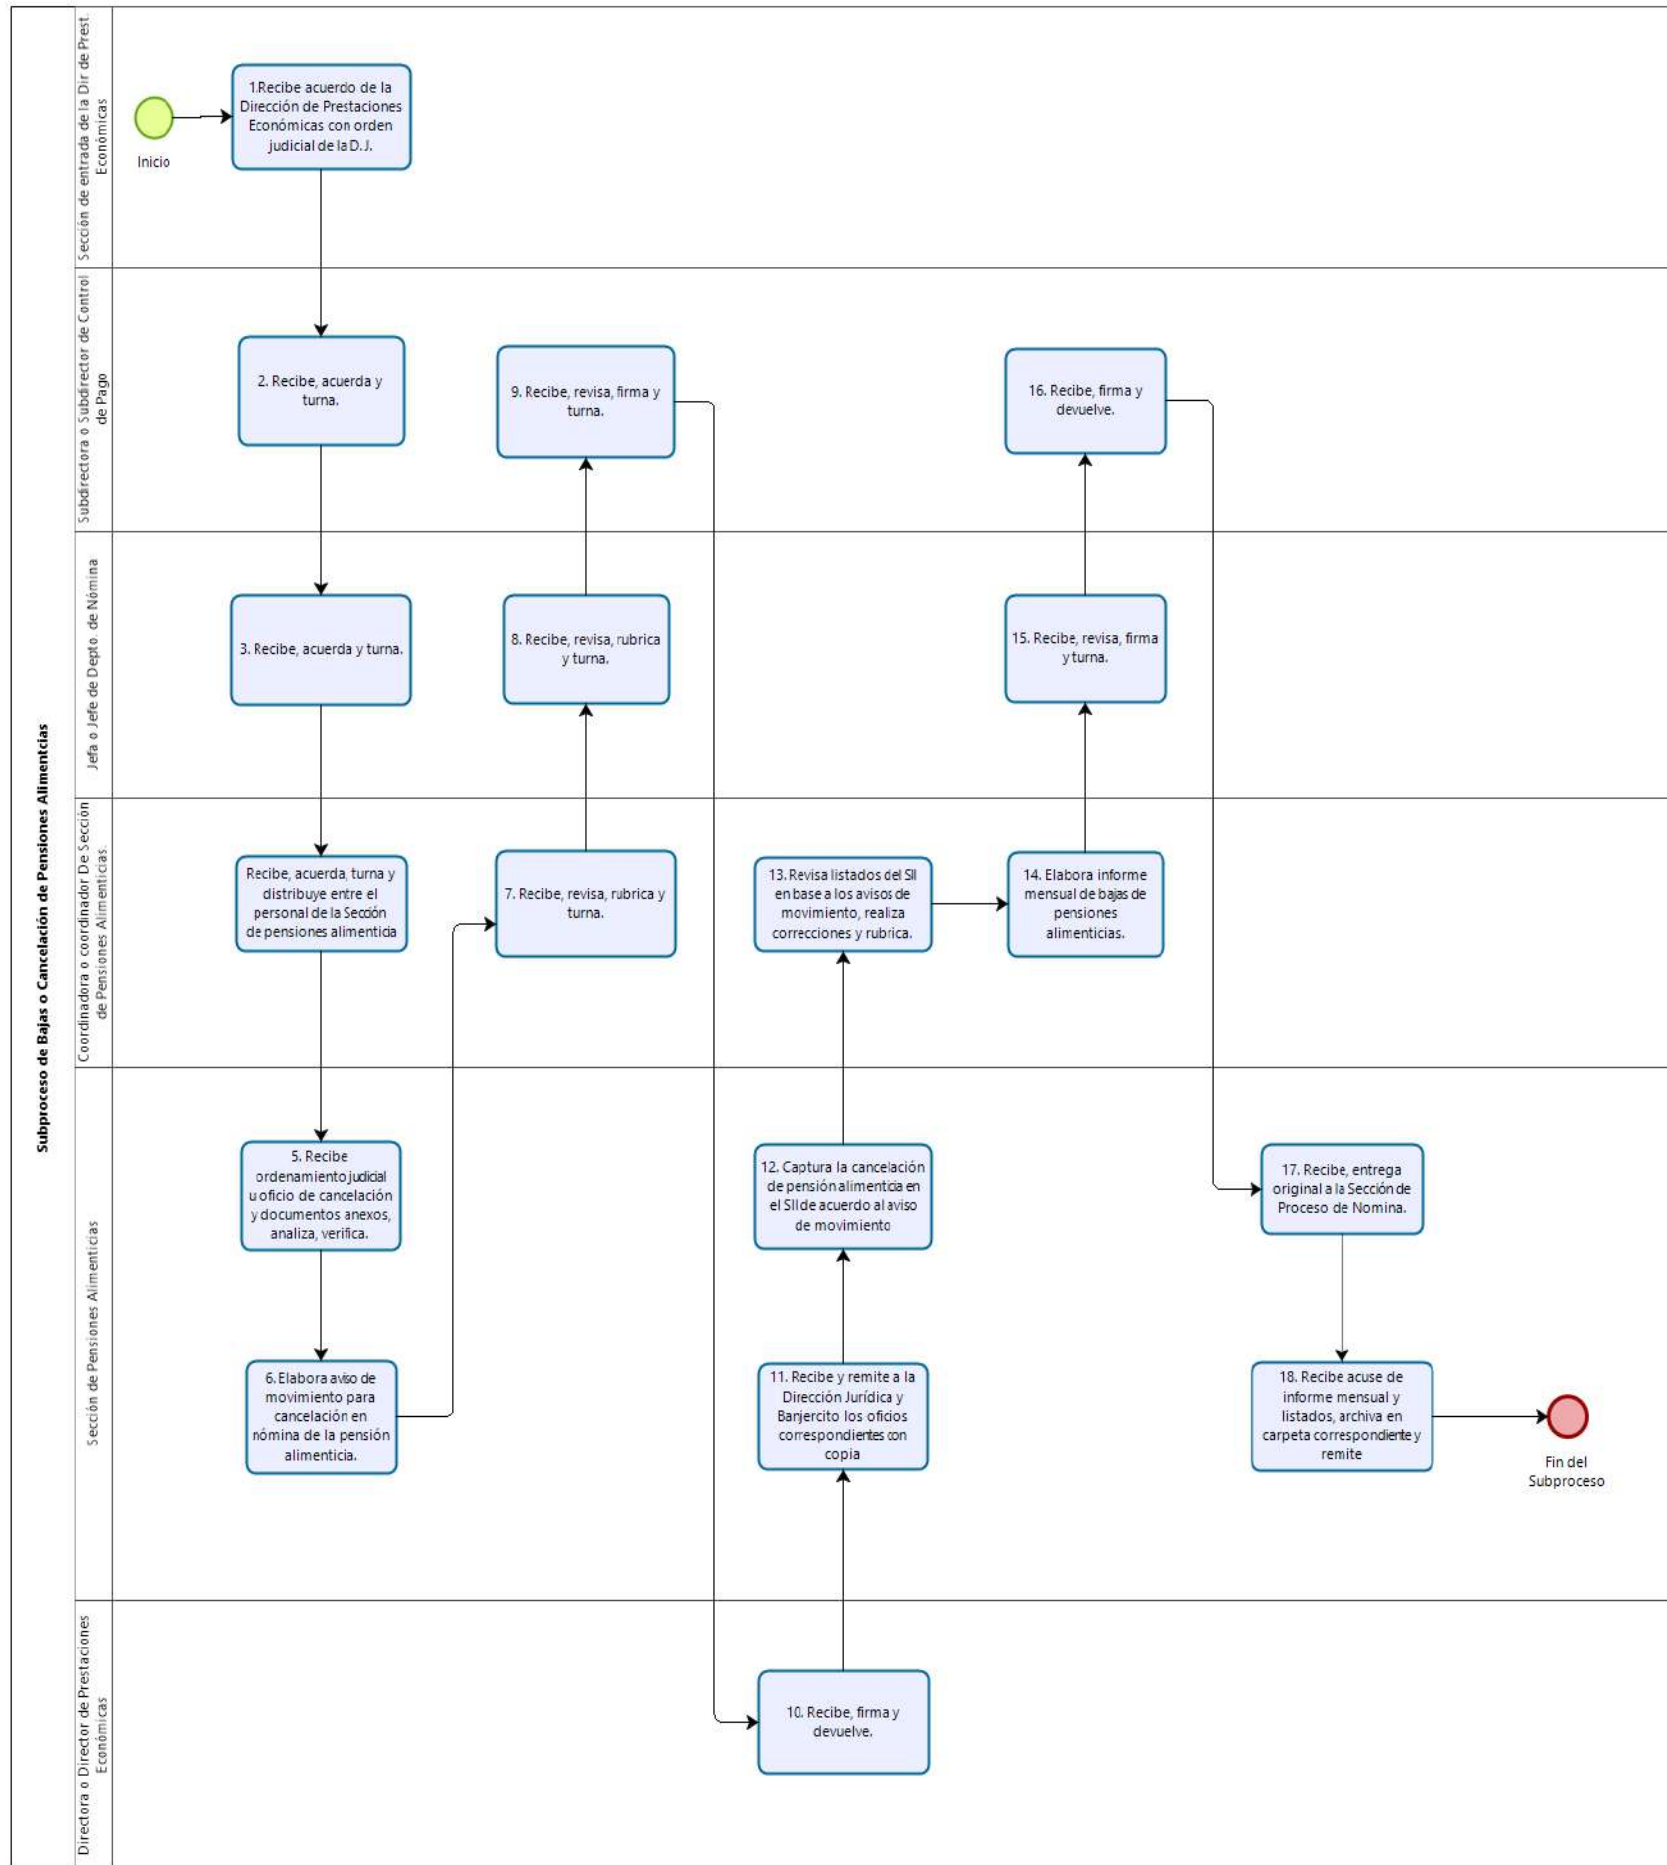 Subproceso de Bajas o Cancelación de Pensiones Alimentcias
Sección de entrada de la Dir de Prest.
Económicas
Inicio
1.Recibe acuerdo de la
Dirección de Prestaciones
Económicas con orden
judicial de la D.J.
Subdirectora o Subdirector de Control
de Pago
2. Recibe, acuerda y
turna.
9. Recibe, revisa, firma y
turna.
16. Recibe, firma y
devuelve.
Jefa o Jefe de Depto. de Nómina
3. Recibe, acuerda y turna.
8. Recibe, revisa, rubrica
y turna.
15. Recibe, revisa, firma
y turna.
Coordinadora o coordinador De Sección
de Pensiones Alimenticias.
Recibe, acuerda, turna y
distribuye entre el
personal de la Sección
de pensiones alimenticia
7. Recibe, revisa, rubrica y
turna.
13. Revisa listados del SII
en base a los avisos de
movimiento, realiza
correcciones y rubrica.
14. Elabora informe
mensual de bajas de
pensiones
alimenticias.
Sección de Pensiones Alimenticias
5. Recibe
ordenamiento judicial
u oficio de cancelación
y documentos anexos,
analiza, verifica.
6. Elabora aviso de
movimiento para
cancelación en
nómina de la pensión
alimenticia.
12. Captura la cancelación
de pensión alimenticia en
el SII de acuerdo al aviso
de movimiento
11. Recibe y remite a la
Dirección Jurídica y
Banjercito los oficios
correspondientes con
copia
17. Recibe, entrega
original a la Sección de
Proceso de Nomina.
18. Recibe acuse de
informe mensual y
listados, archiva en
carpeta correspondiente y
remite
Fin del
Subproceso
Directora o Director de Prestaciones
Económicas
10. Recibe, firma y
devuelve.